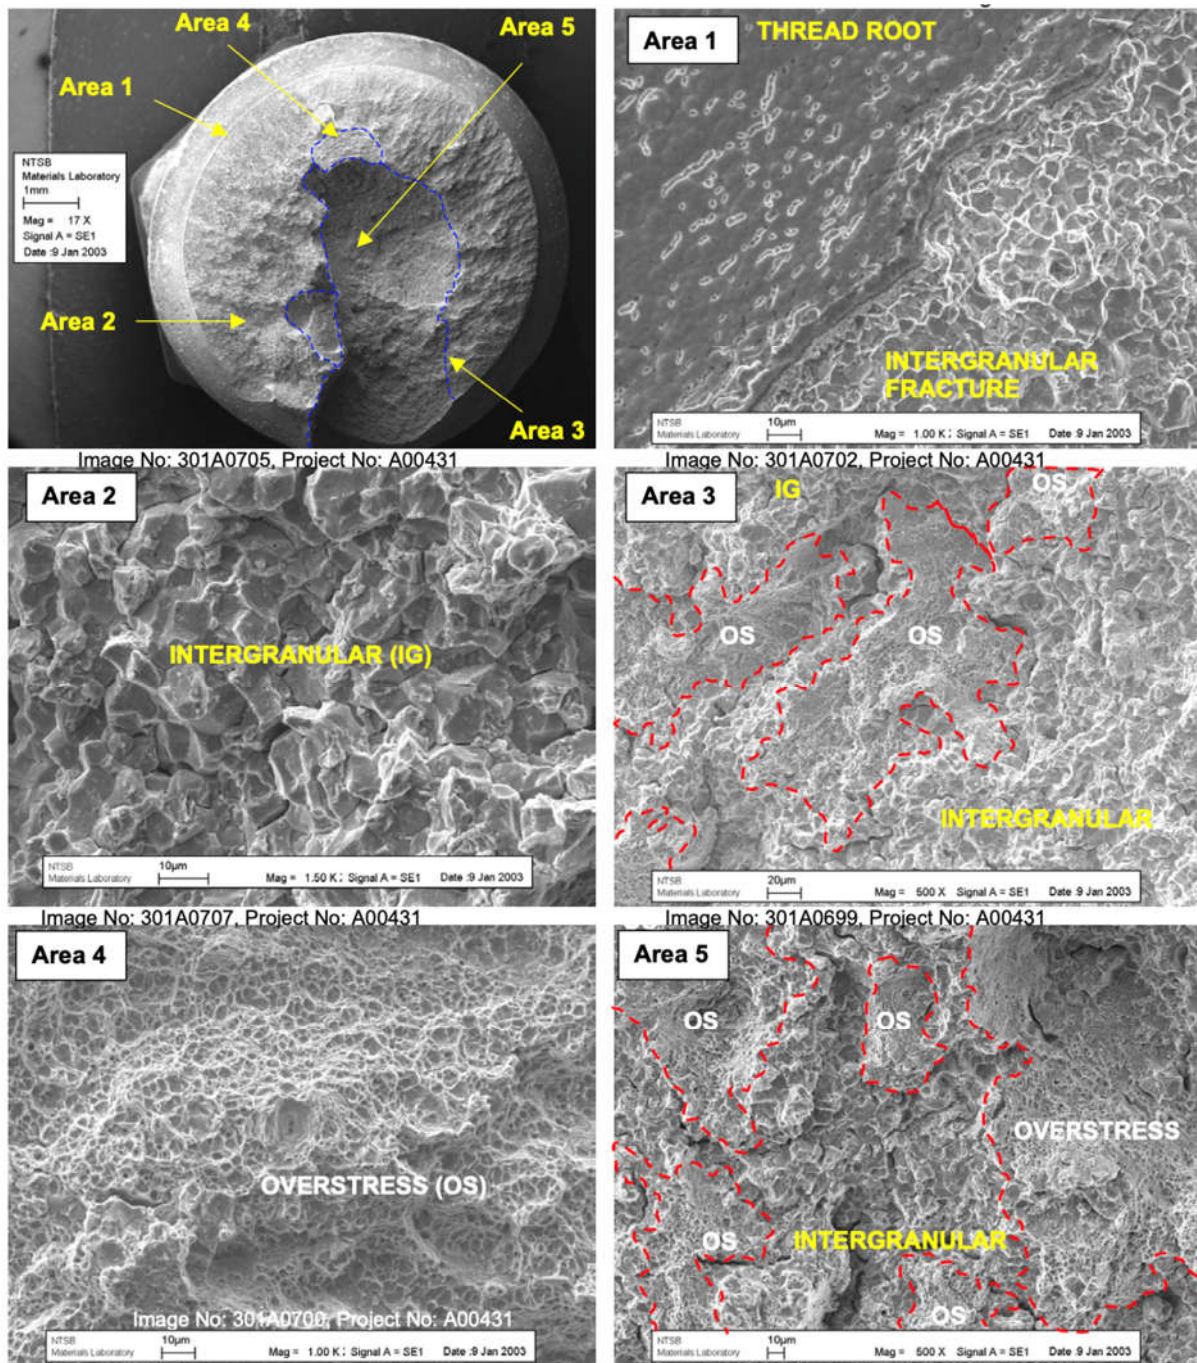 Area 4
Area 5
Area 1
NTSB
Materials Laboratory
1mm
Mag = 17 X
Signal A = SE1
Date :9 Jan 2003
Area 2
Area 3
Image No: 301A0705, Project No: A00431
Area 1
THREAD ROOT
INTERGRANULAR
FRACTURE
NTSB
Materials Laboratory
10µm
Mag = 1.00 K: Signal A = SE1 Date :9 Jan 2003
Image No: 301A0702, Project No: A00431
Area 2
INTERGRANULAR (IG)
NTSB
Materials Laboratory
10µm
Mag = 1.50 K: Signal A = SE1 Date :9 Jan 2003
Image No: 301A0707, Project No: A00431
Area 3
IG
OS
OS
OS
INTERGRANULAR
NTSB
Materials Laboratory
20µm
Mag = 500 X Signal A = SE1 Date :9 Jan 2003
Image No: 301A0699, Project No: A00431
Area 4
OVERSTRESS (OS)
Image No: 301A0700, Project No: A00431
NTSB
Materials Laboratory
10µm
Mag = 1.00 K: Signal A = SE1 Date :9 Jan 2003
Area 5
OS
OS
OVERSTRESS
OS
INTERGRANULAR
OS
NTSB
Materials Laboratory
10µm
Mag = 500 X Signal A = SE1 Date :9 Jan 2003